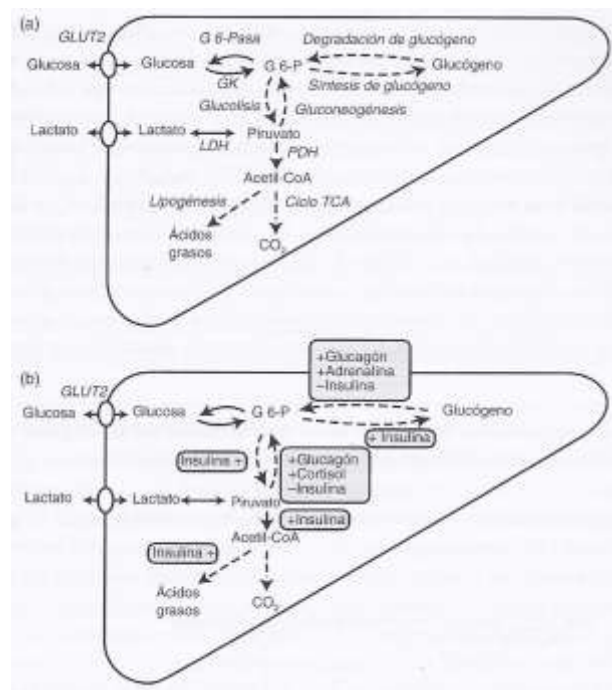 (a)
GLUT2
G 6-Pasa
Degradación de glucógeno
Glucosa
Glucosa
G 6-P
Glucógeno
GK
Síntesis de glucógeno
Glucolisis
Gluconeogénesis
Lactato
Lactato
Piruvato
LDH
PDH
Acetil-CoA
Lipogénesis
Ciclo TCA
Ácidos
grasos
CO₂
(b)
+Glucagón
+Adrenalina
–Insulina
GLUT2
Glucosa
Glucosa
G 6-P
Glucógeno
+ Insulina
Insulina +
+Glucagón
+Cortisol
–Insulina
Lactato
Lactato
Piruvato
+Insulina
Acetil-CoA
Insulina +
Ácidos
grasos
CO₂